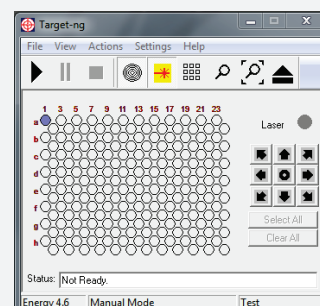 Target-ng
File View Actions Settings Help
1 3 5 7 9 11 13 15 17 19 21 23
a
b
c
d
e
f
g
h
Laser
Select All
Clear All
Status: Not Ready.
Energy 4.6 Manual Mode Test